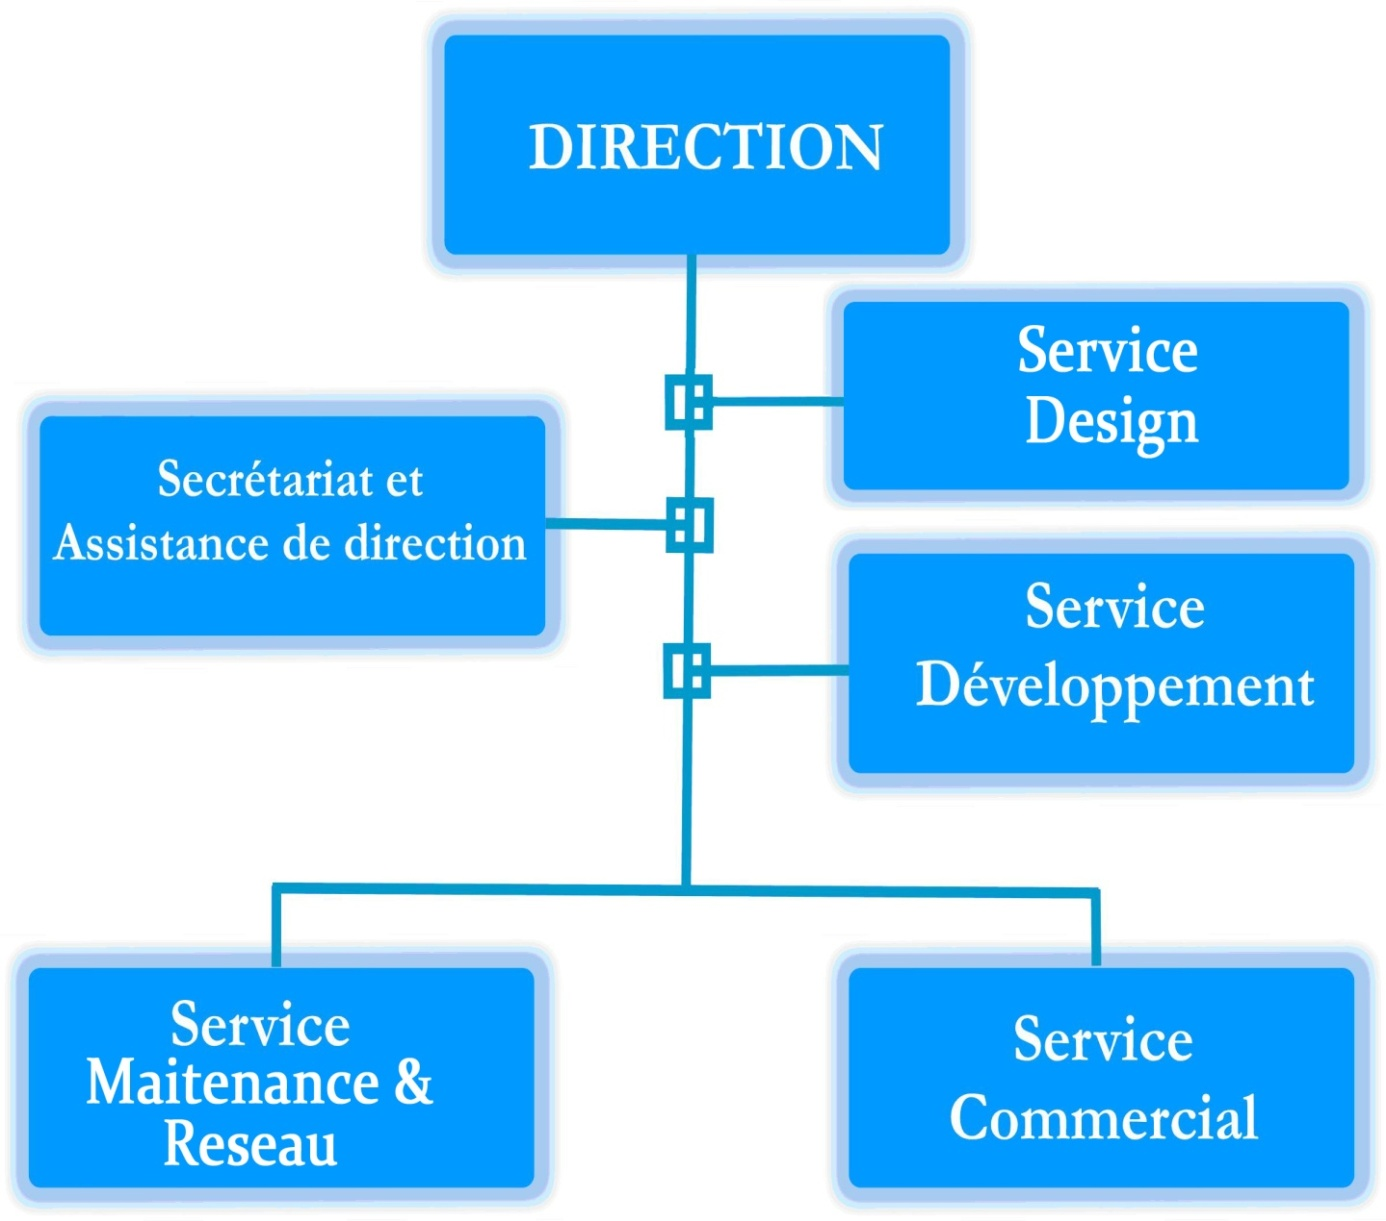 DIRECTION
Service
Design
Secrétariat et
Assistance de direction
Service
Développement
Service
Maitenance &
Reseau
Service
Commercial